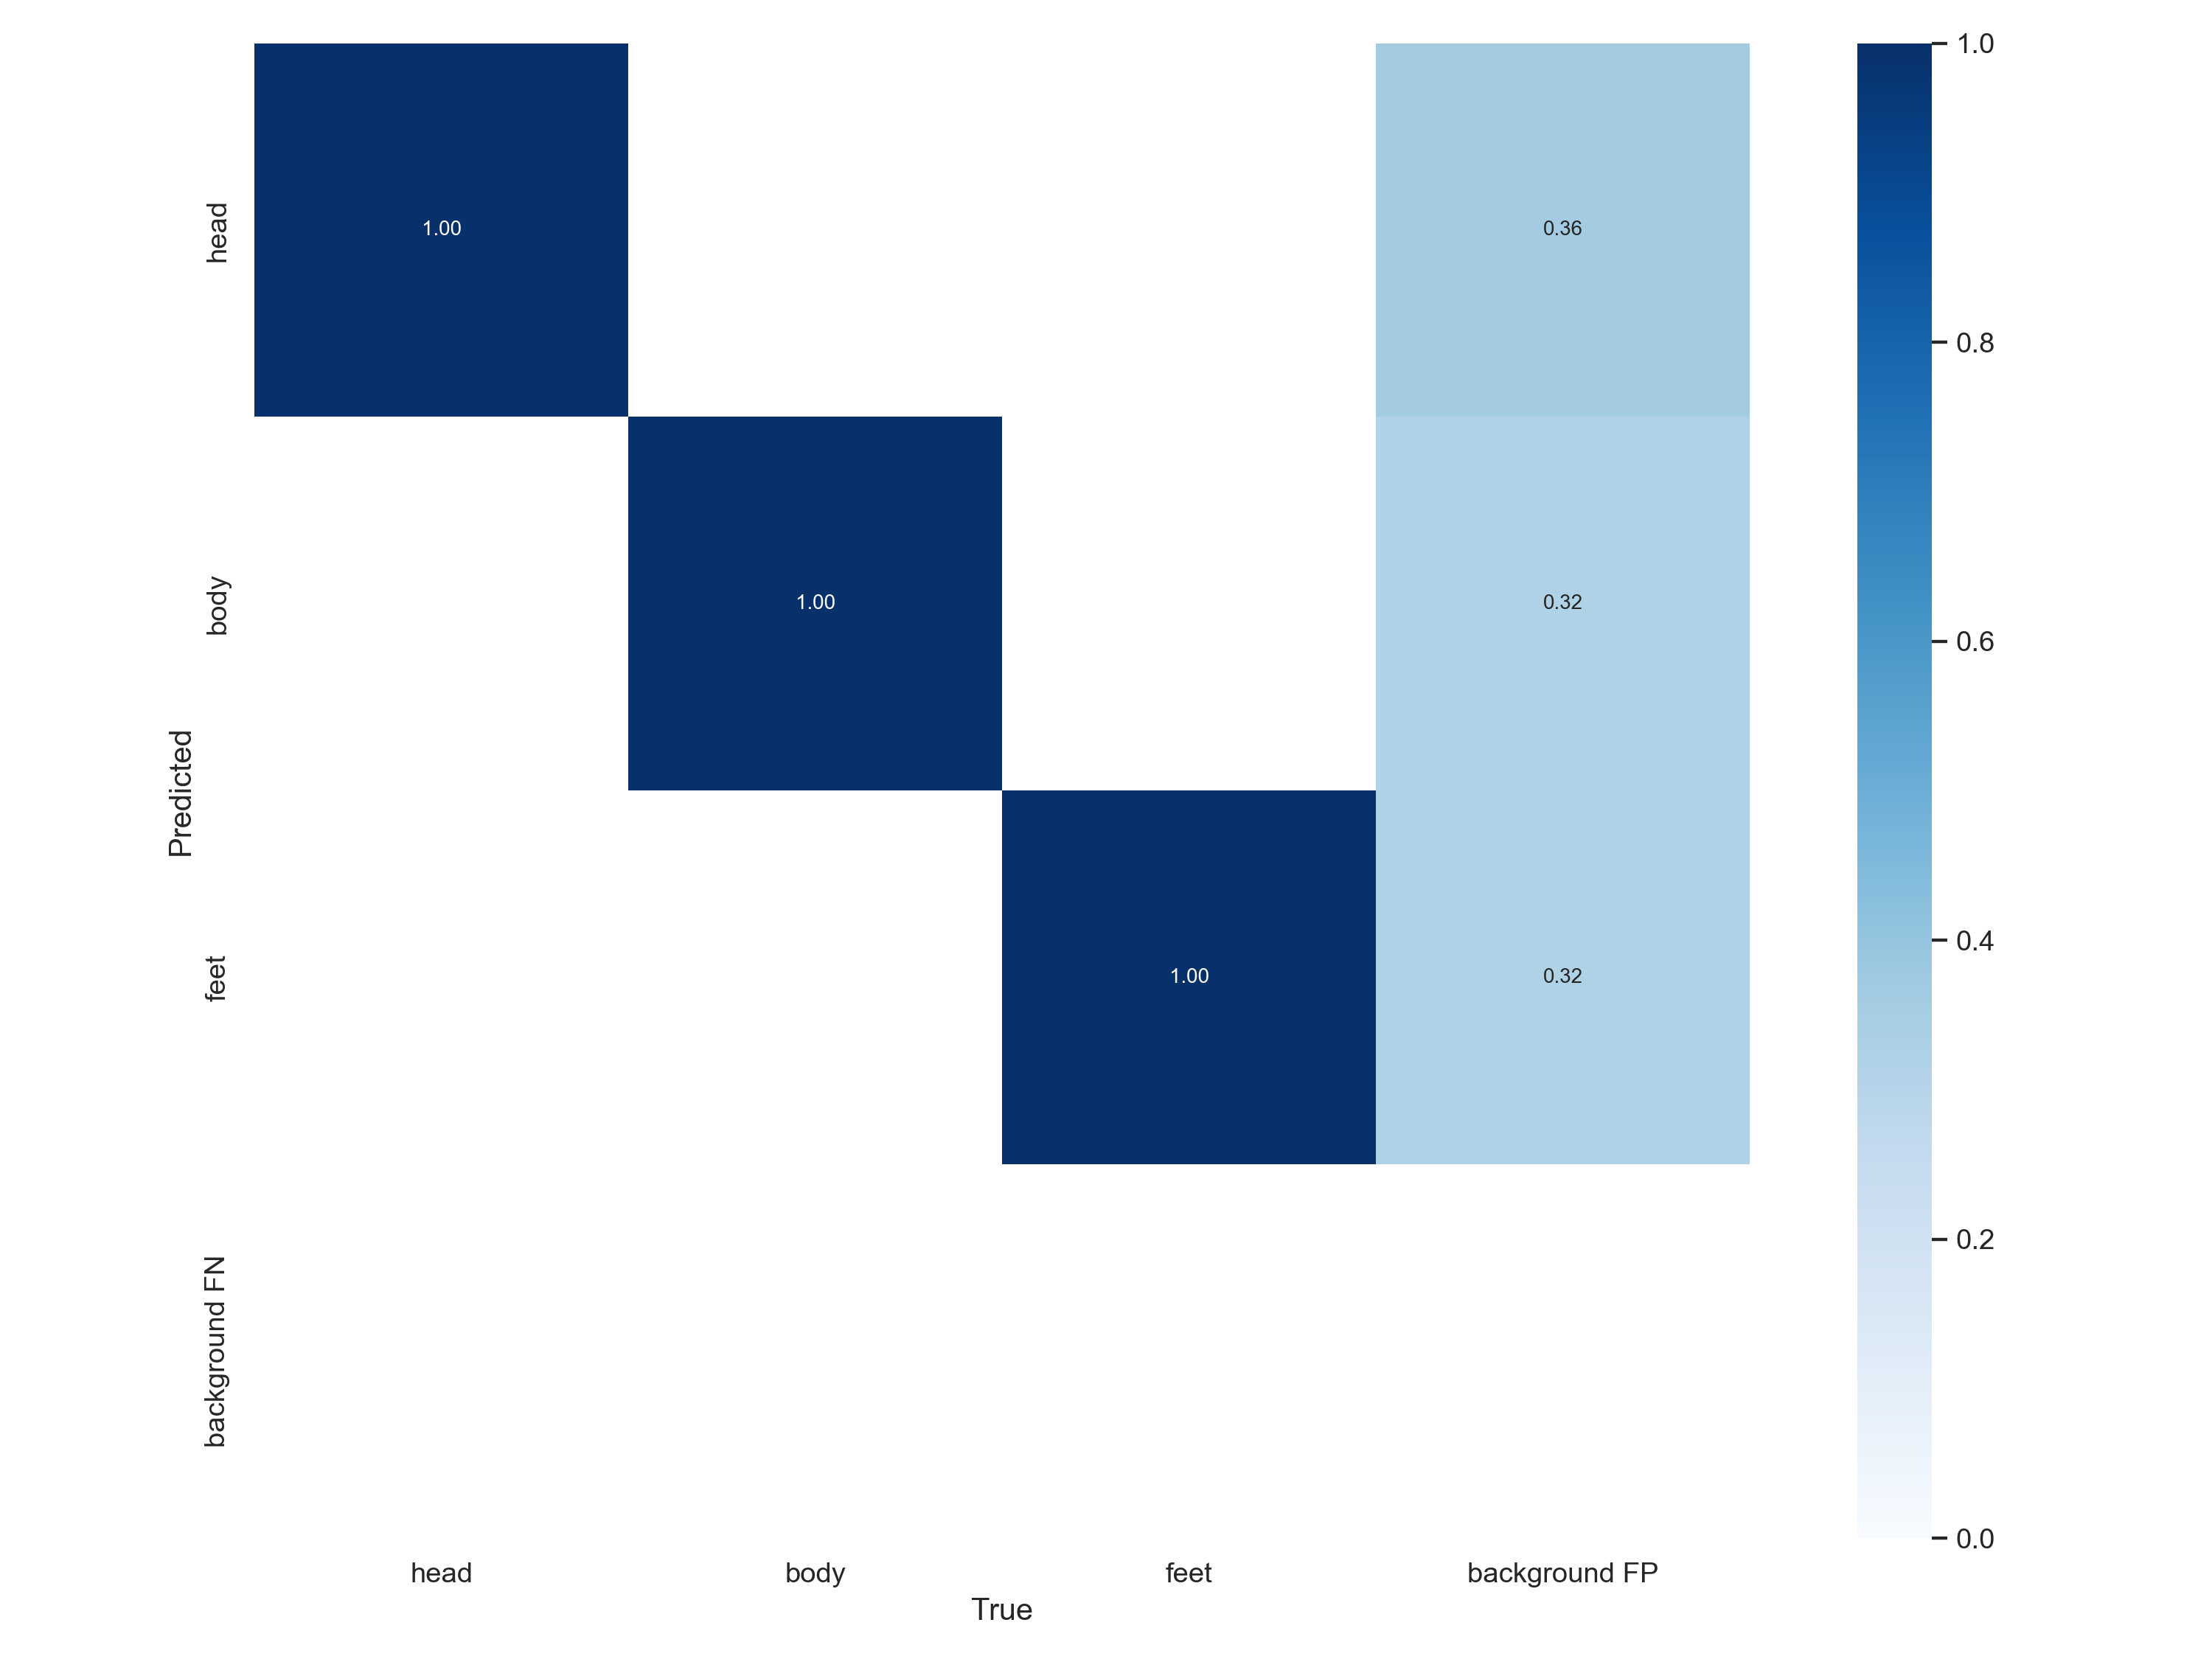 1.0
head
1.00
0.36
0.8
body
1.00
0.32
0.6
Predicted
0.4
feet
1.00
0.32
0.2
background FN
0.0
head
body
feet
background FP
True